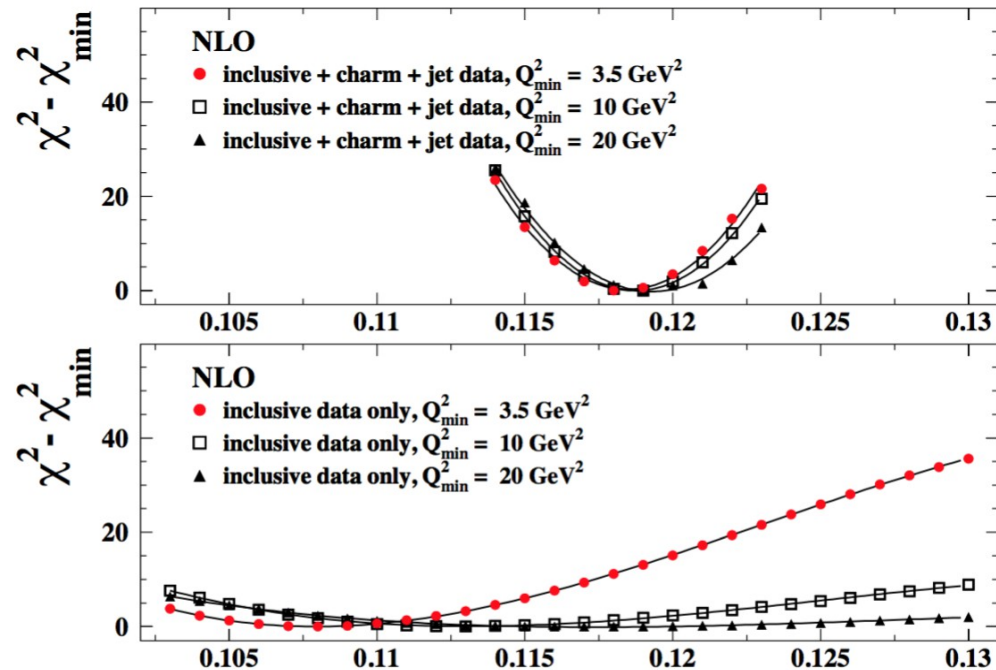 χ² - χ²min
40
20
0
NLO
inclusive + charm + jet data, Q²min = 3.5 GeV²
inclusive + charm + jet data, Q²min = 10 GeV²
inclusive + charm + jet data, Q²min = 20 GeV²
0.105 0.11 0.115 0.12 0.125 0.13
χ² - χ²min
40
20
0
NLO
inclusive data only, Q²min = 3.5 GeV²
inclusive data only, Q²min = 10 GeV²
inclusive data only, Q²min = 20 GeV²
0.105 0.11 0.115 0.12 0.125 0.13